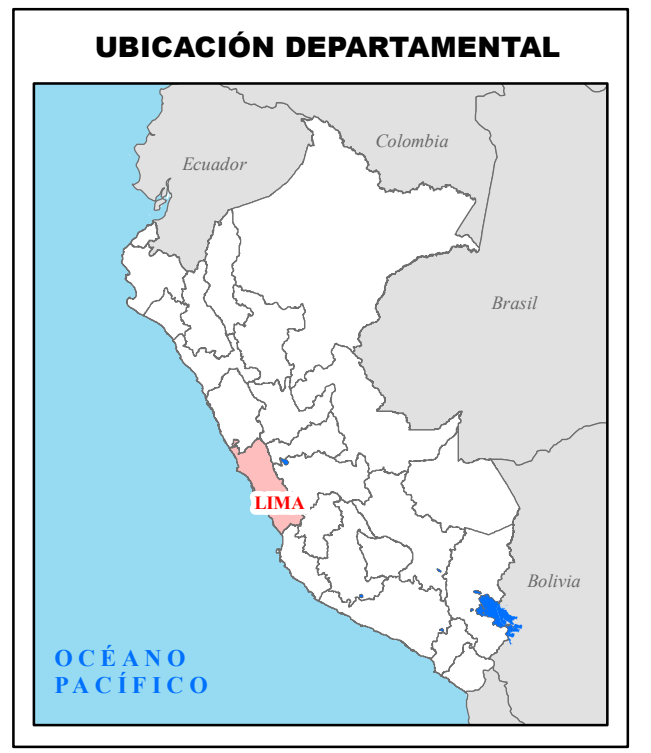 UBICACIÓN DEPARTAMENTAL
Colombia
Ecuador
Brasil
LIMA
Bolivia
OCÉANO
PACÍFICO